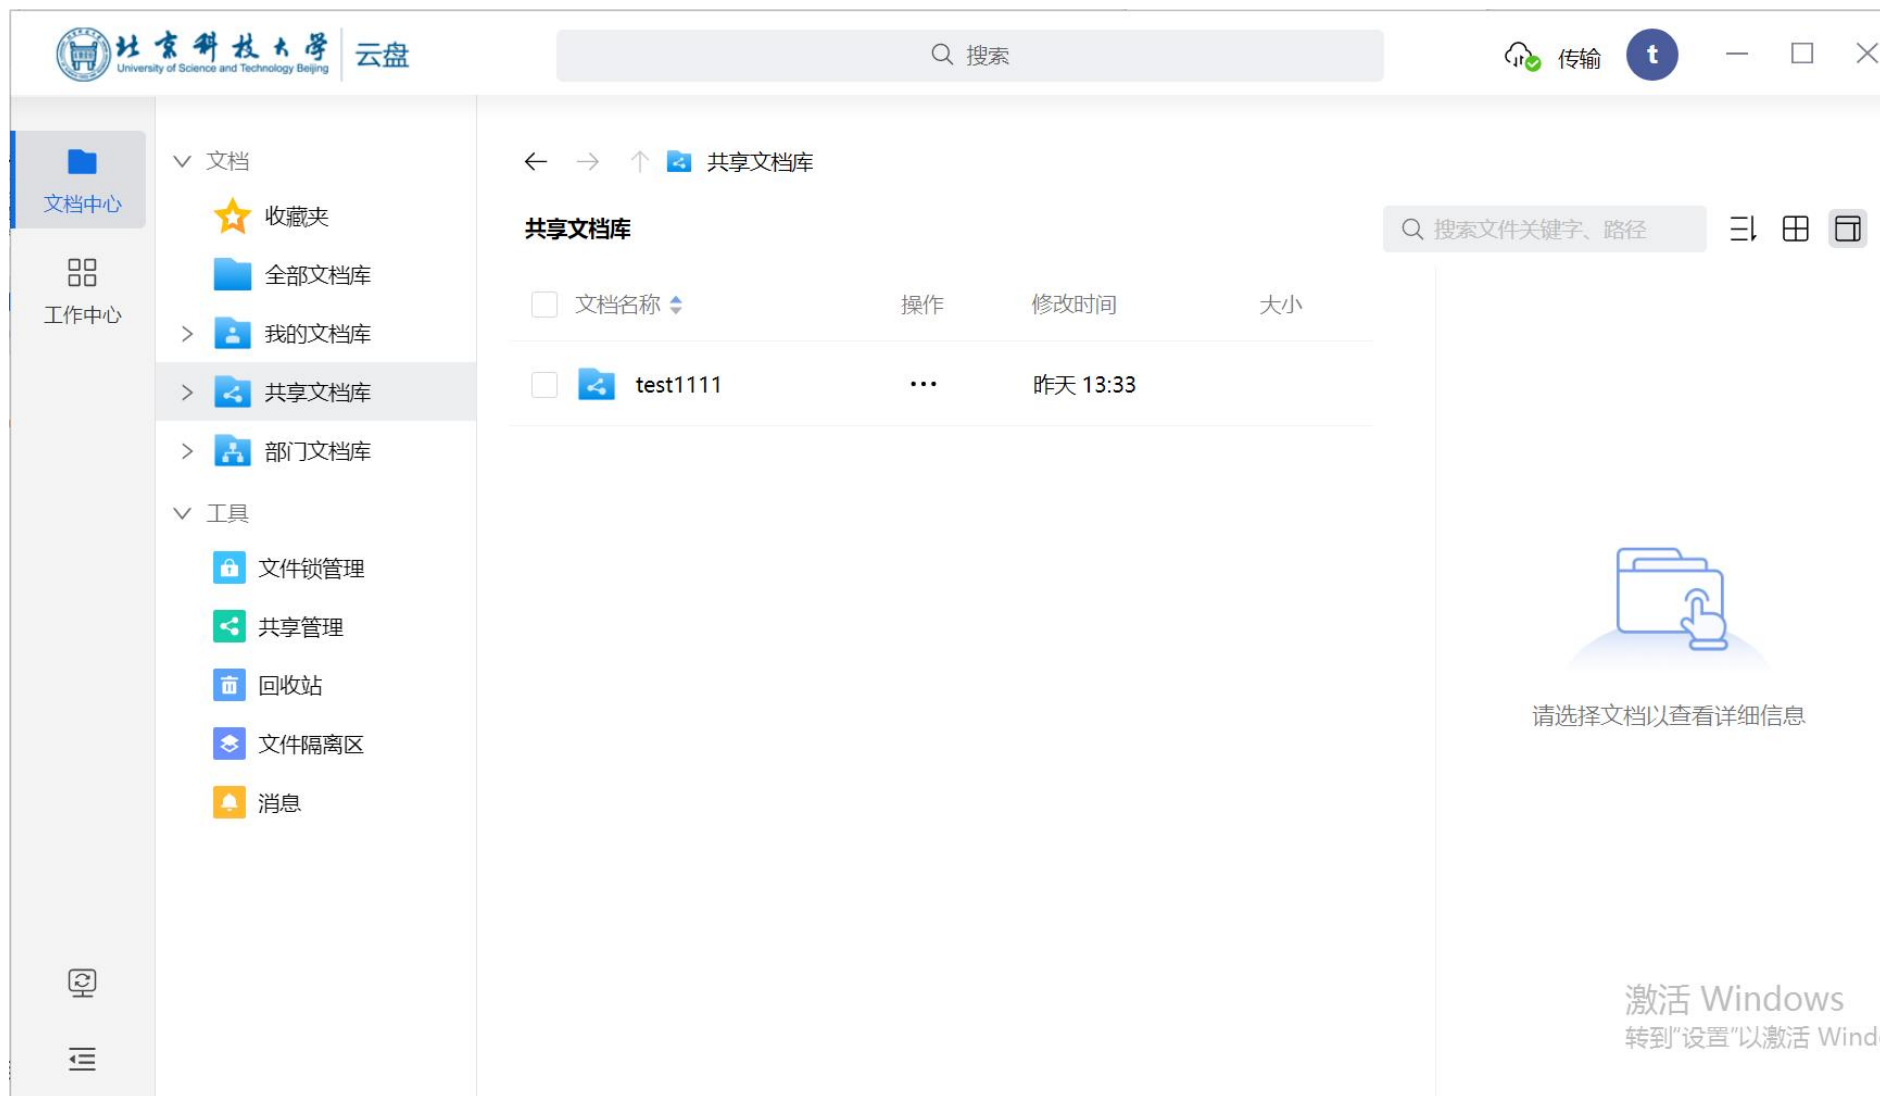 北京科技大学
University of Science and Technology Beijing
云盘
搜索
传输
t
文档中心
工作中心
文档
收藏夹
全部文档库
我的文档库
共享文档库
部门文档库
工具
文件锁管理
共享管理
回收站
文件隔离区
消息
共享文档库
共享文档库
搜索文件关键字、路径
文档名称 操作 修改时间 大小
test1111 ··· 昨天 13:33
请选择文档以查看详细信息
激活 Windows
转到"设置"以激活 Wind